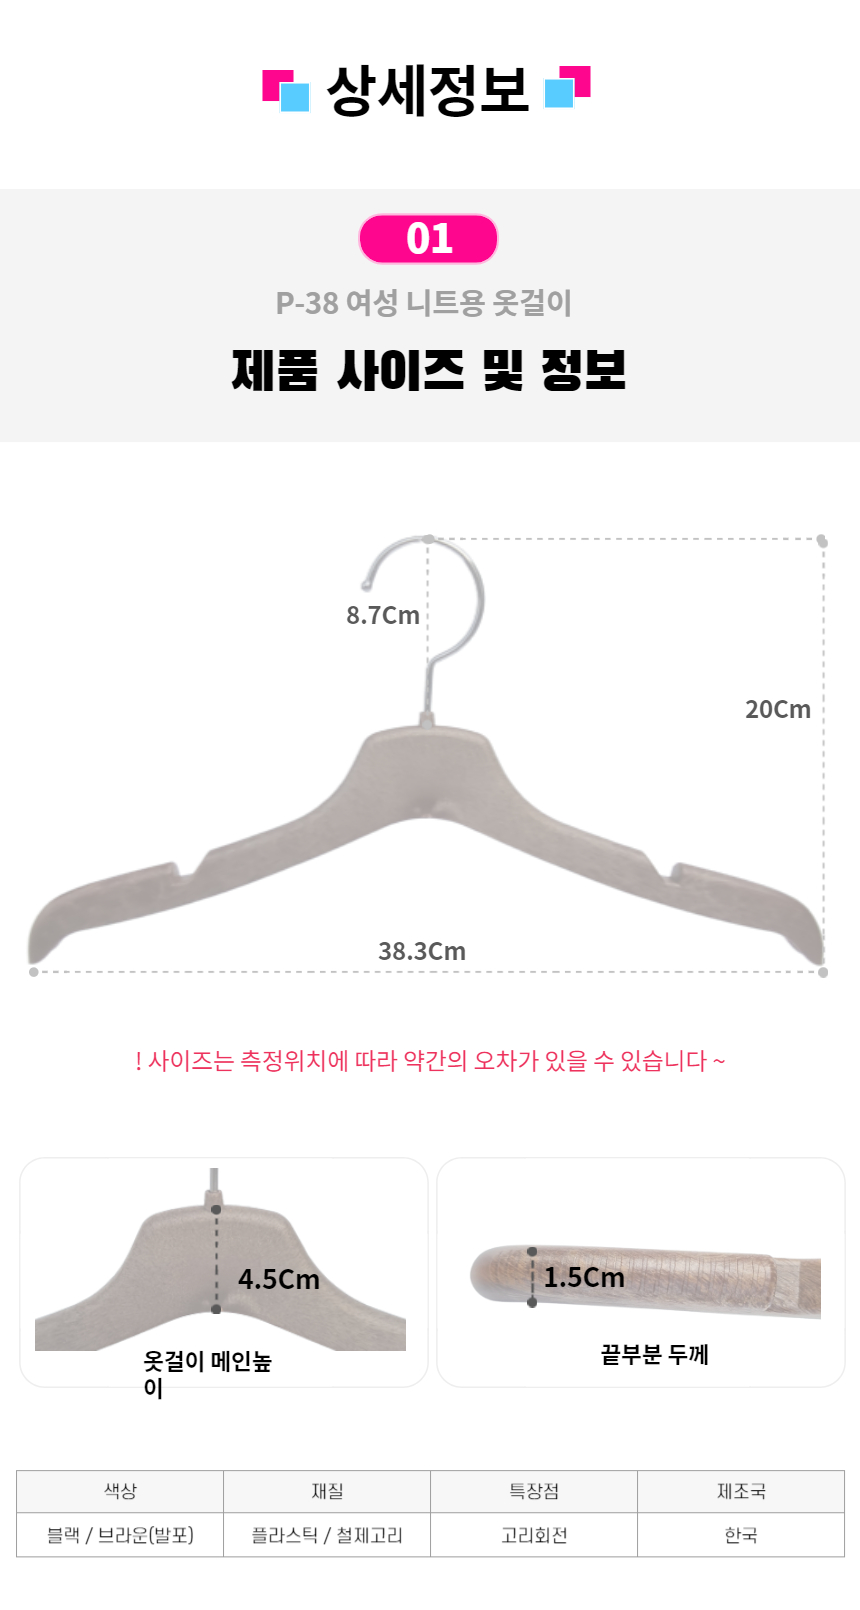 상세정보
01
P-38 여성 니트용 옷걸이
제품 사이즈 및 정보
8.7Cm
20Cm
38.3Cm
! 사이즈는 측정위치에 따라 약간의 오차가 있을 수 있습니다 ~
4.5Cm
옷걸이 메인높
이
1.5Cm
끝부분 두께
색상 재질 특장점 제조국
블랙 / 브라운(발포) 플라스틱 / 철제고리 고리회전 한국